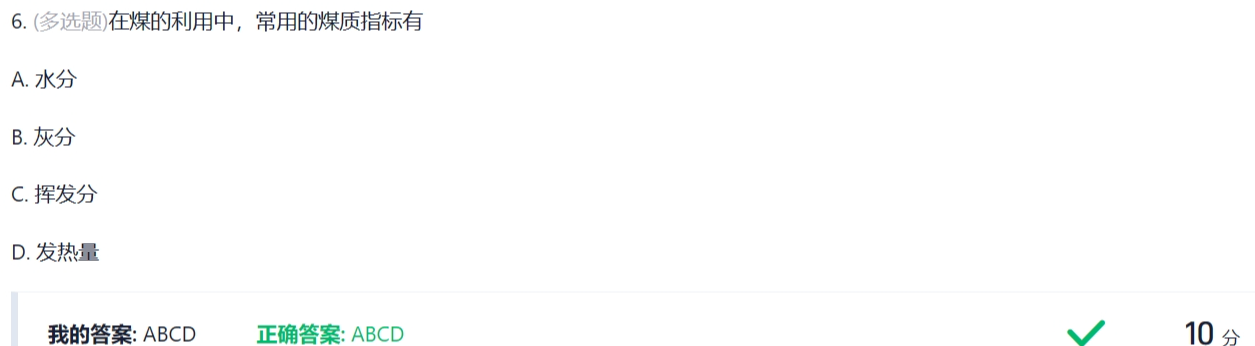 6. (多选题)在煤的利用中，常用的煤质指标有
A. 水分
B. 灰分
C. 挥发分
D. 发热量
我的答案: ABCD 正确答案: ABCD 10 分